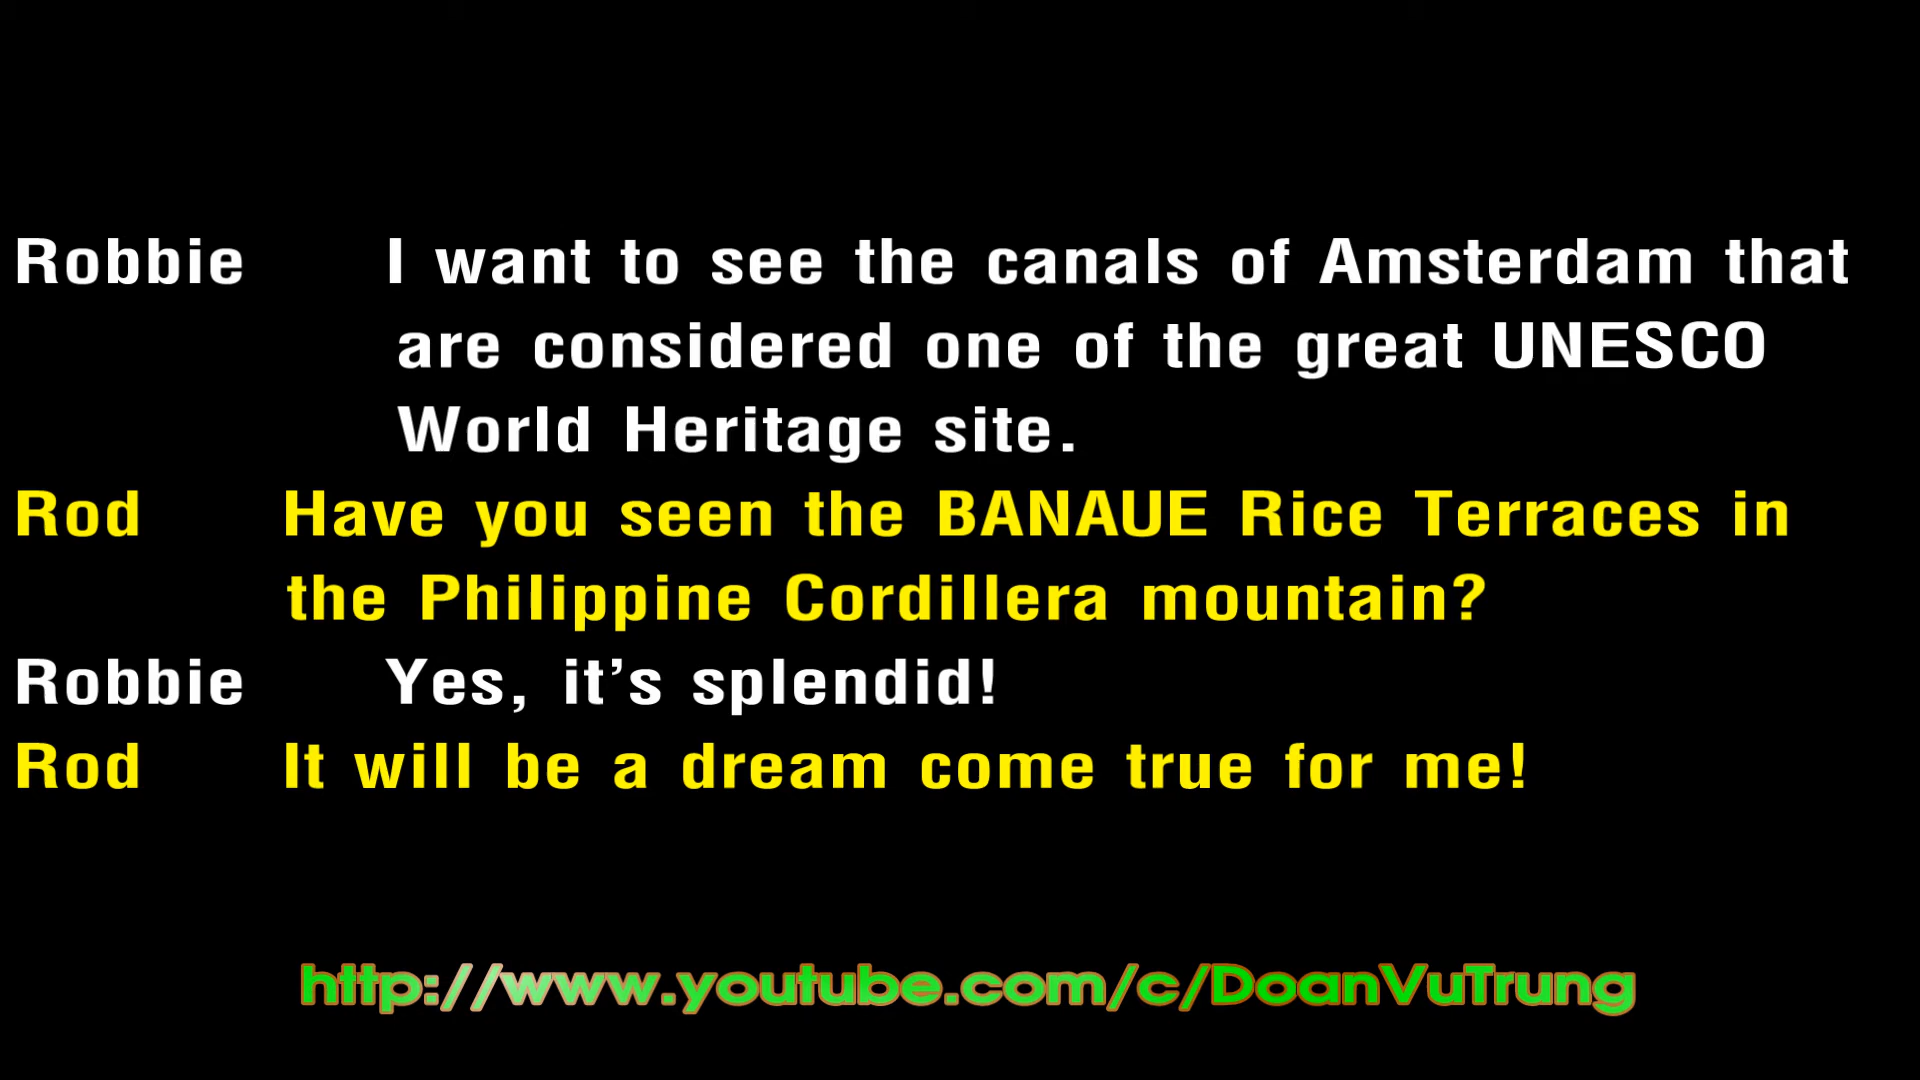 Robbie I want to see the canals of Amsterdam that
are considered one of the great UNESCO
World Heritage site.
Rod Have you seen the BANAUE Rice Terraces in
the Philippine Cordillera mountain?
Robbie Yes, it’s splendid!
Rod It will be a dream come true for me!
http://www.youtube.com/c/DoanVuTrung